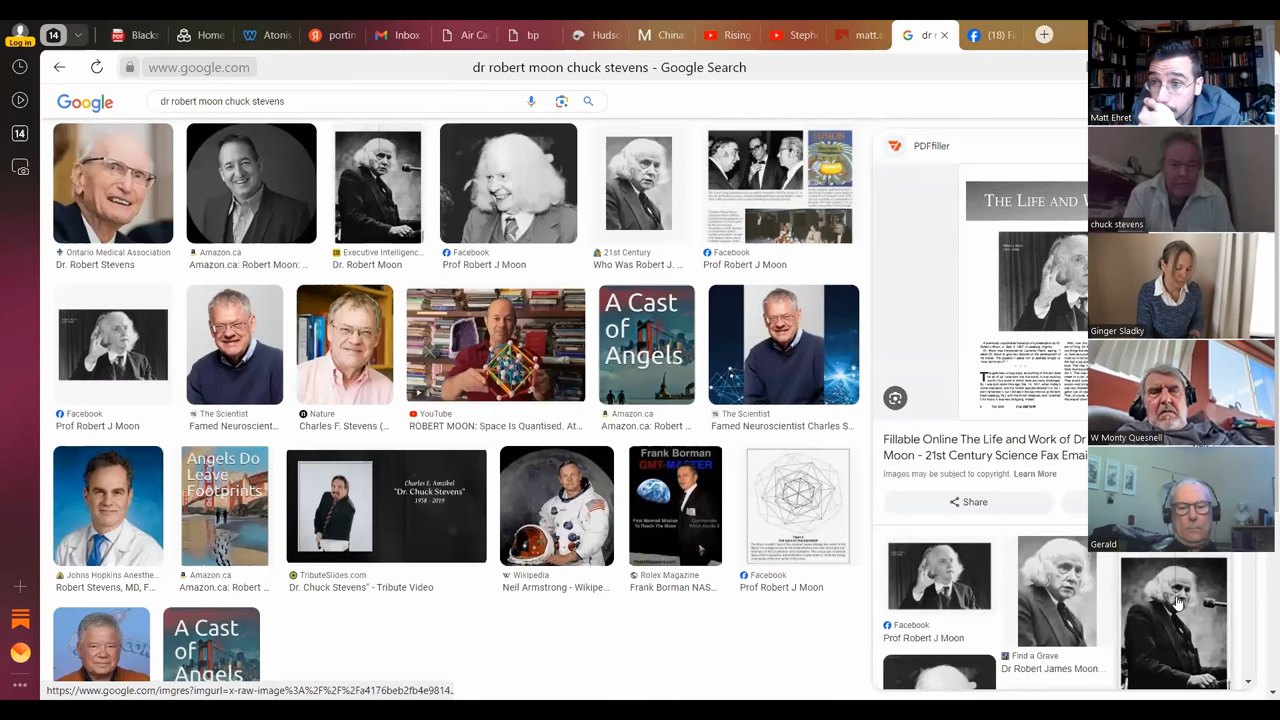 14
Blacks
Home
Atonis
portin
Inbox
Air Ca
bp
Hudso
China
Rising
Steph
matt.e
dr r
(18) Fa
Log in
www.google.com
dr robert moon chuck stevens - Google Search
Google
dr robert moon chuck stevens
14
Ontario Medical Association
Dr. Robert Stevens
Amazon.ca
Amazon.ca: Robert Moon: ...
Executive Intelligenc...
Dr. Robert Moon
Facebook
Prof Robert J Moon
21st Century
Who Was Robert J. ...
FUSION
Facebook
Prof Robert J Moon
Facebook
Prof Robert J Moon
The Scientist
Famed Neuroscient...
Nature
Charles F. Stevens (...
YouTube
ROBERT MOON: Space Is Quantised. At...
A Cast
of
Angels
Amazon.ca
Amazon.ca: Robert ...
The Scientist
Famed Neuroscientist Charles S...
Johns Hopkins Anesthe...
Robert Stevens, MD, F...
Angels Do
Leave
Footprints
Amazon.ca
Amazon.ca: Robert ...
Charles E. Amzibel
"Dr. Chuck Stevens"
1958 - 2019
TributeSlides.com
Dr. Chuck Stevens" - Tribute Video
Wikipedia
Neil Armstrong - Wikipe...
Frank Borman
GMT-MASTER
Rolex Magazine
Frank Borman NAS...
Facebook
Prof Robert J Moon
A Cast
of
Angels
https://www.google.com/imgres?imgurl=x-raw-image%3A%2F%2F%2Fa4176beb2fb4e9814...
PDFfiller
THE LIFE AND W
Fillable Online The Life and Work of Dr
Moon - 21st Century Science Fax Emai
Images may be subject to copyright. Learn More
Share
Facebook
Prof Robert J Moon
Find a Grave
Dr Robert James Moon...
Matt Ehret
chuck stevens
Ginger Sladky
W Monty Quesnell
Gerald